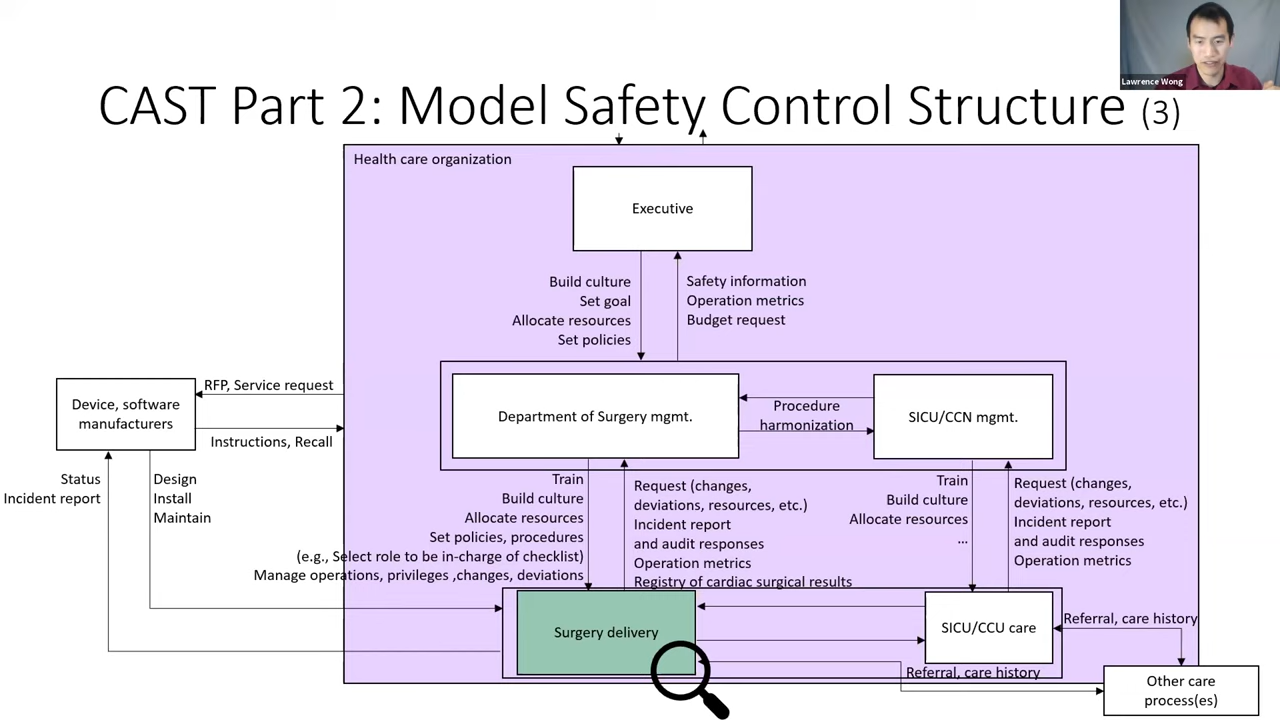 Lawrence Wong
CAST Part 2: Model Safety Control Structure (3)
Health care organization
Executive
Build culture
Set goal
Allocate resources
Set policies
Safety information
Operation metrics
Budget request
Device, software
manufacturers
RFP, Service request
Instructions, Recall
Department of Surgery mgmt.
Procedure
harmonization
SICU/CCN mgmt.
Status
Incident report
Design
Install
Maintain
Train
Build culture
Allocate resources
Set policies, procedures
(e.g., Select role to be in-charge of checklist)
Manage operations, privileges ,changes, deviations
Request (changes,
deviations, resources, etc.)
Incident report
and audit responses
Operation metrics
Registry of cardiac surgical results
Train
Build culture
Allocate resources
...
Request (changes,
deviations, resources, etc.)
Incident report
and audit responses
Operation metrics
Surgery delivery
SICU/CCU care
Referral, care history
Referral, care history
Other care
process(es)